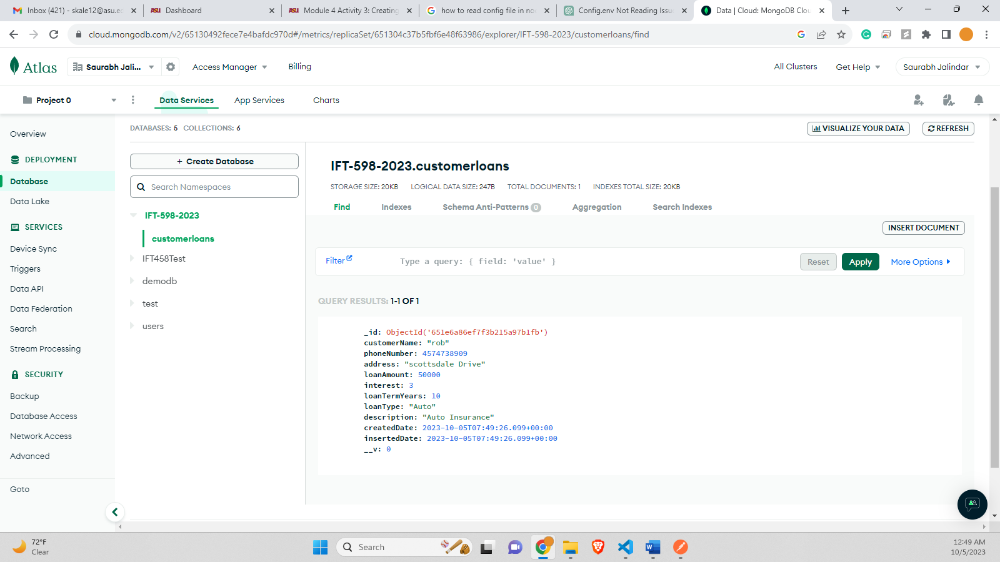 Inbox (421) - skale12@asu.ec
Dashboard
Module 4 Activity 3: Creating
how to read config file in no
Config.env Not Reading Issu
Data | Cloud: MongoDB Clou
cloud.mongodb.com/v2/65130492fece7e4bafdc970d#/metrics/replicaSet/651304c37b5fbf6e48f63986/explorer/IFT-598-2023/customerloans/find
Atlas
Saurabh Jali...
Access Manager
Billing
All Clusters
Get Help
Saurabh Jalindar
Project 0
Data Services
App Services
Charts
Overview
DEPLOYMENT
Database
Data Lake
SERVICES
Device Sync
Triggers
Data API
Data Federation
Search
Stream Processing
SECURITY
Backup
Database Access
Network Access
Advanced
Goto
DATABASES: 5 COLLECTIONS: 6
VISUALIZE YOUR DATA
REFRESH
+ Create Database
Search Namespaces
IFT-598-2023
customerloans
IFT458Test
demodb
test
users
IFT-598-2023.customerloans
STORAGE SIZE: 20KB LOGICAL DATA SIZE: 247B TOTAL DOCUMENTS: 1 INDEXES TOTAL SIZE: 20KB
Find
Indexes
Schema Anti-Patterns 0
Aggregation
Search Indexes
INSERT DOCUMENT
Filter
Type a query: { field: 'value' }
Reset
Apply
More Options
QUERY RESULTS: 1-1 OF 1
_id: ObjectId('651e6a86ef7f3b215a97b1fb')
customerName: "rob"
phoneNumber: 4574738909
address: "scottsdale Drive"
loanAmount: 50000
interest: 3
loanTermYears: 10
loanType: "Auto"
description: "Auto Insurance"
createdDate: 2023-10-05T07:49:26.099+00:00
insertedDate: 2023-10-05T07:49:26.099+00:00
__v: 0
72°F
Clear
Search
12:49 AM
10/5/2023